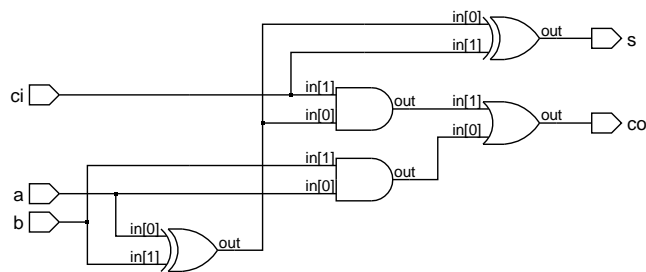 in[0]
out
s
in[1]
ci
in[1]
out
in[0]
in[1]
out
co
in[0]
in[1]
out
in[0]
a
b
in[0]
out
in[1]